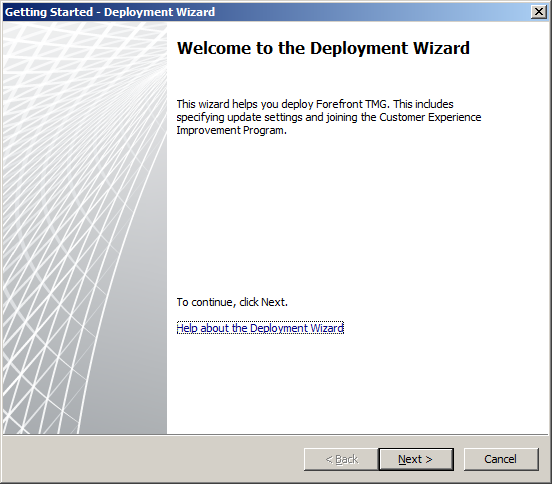 Getting Started - Deployment Wizard
Welcome to the Deployment Wizard
This wizard helps you deploy Forefront TMG. This includes
specifying update settings and joining the Customer Experience
Improvement Program.
To continue, click Next.
Help about the Deployment Wizard
< Back
Next >
Cancel